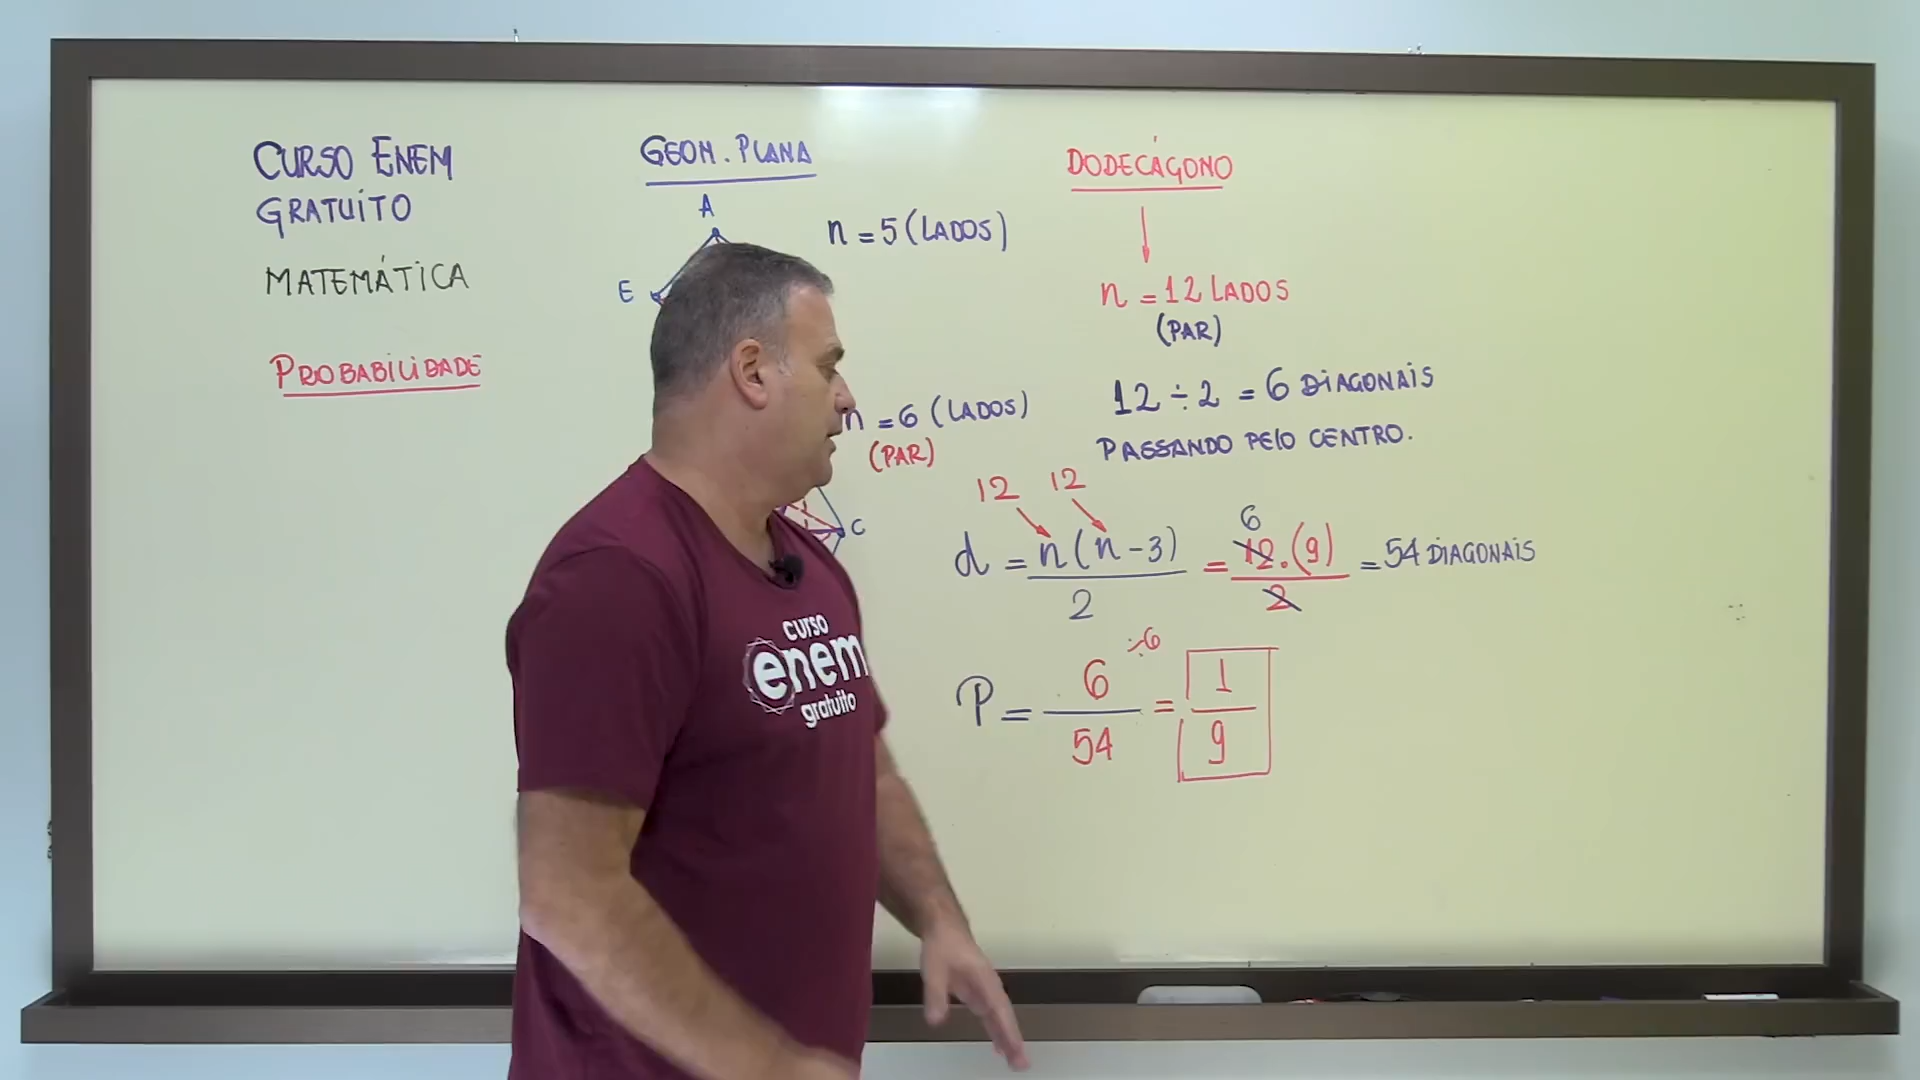 CURSO ENEM
GRATUÍTO
MATEMÁTICA
PROBABILIDADE
GEOM. PLANA
A
E
n = 5 (LADOS)
n = 6 (LADOS)
(PAR)
C
DODECÁGONO
n = 12 LADOS
(PAR)
12 ÷ 2 = 6 DIAGONAIS
PASSANDO PELO CENTRO.
12 12
d = n(n-3)/2 = 12.(9)/2 = 54 DIAGONAIS
6
P = 6/54 = 1/9
÷6
curso
enem
gratuito